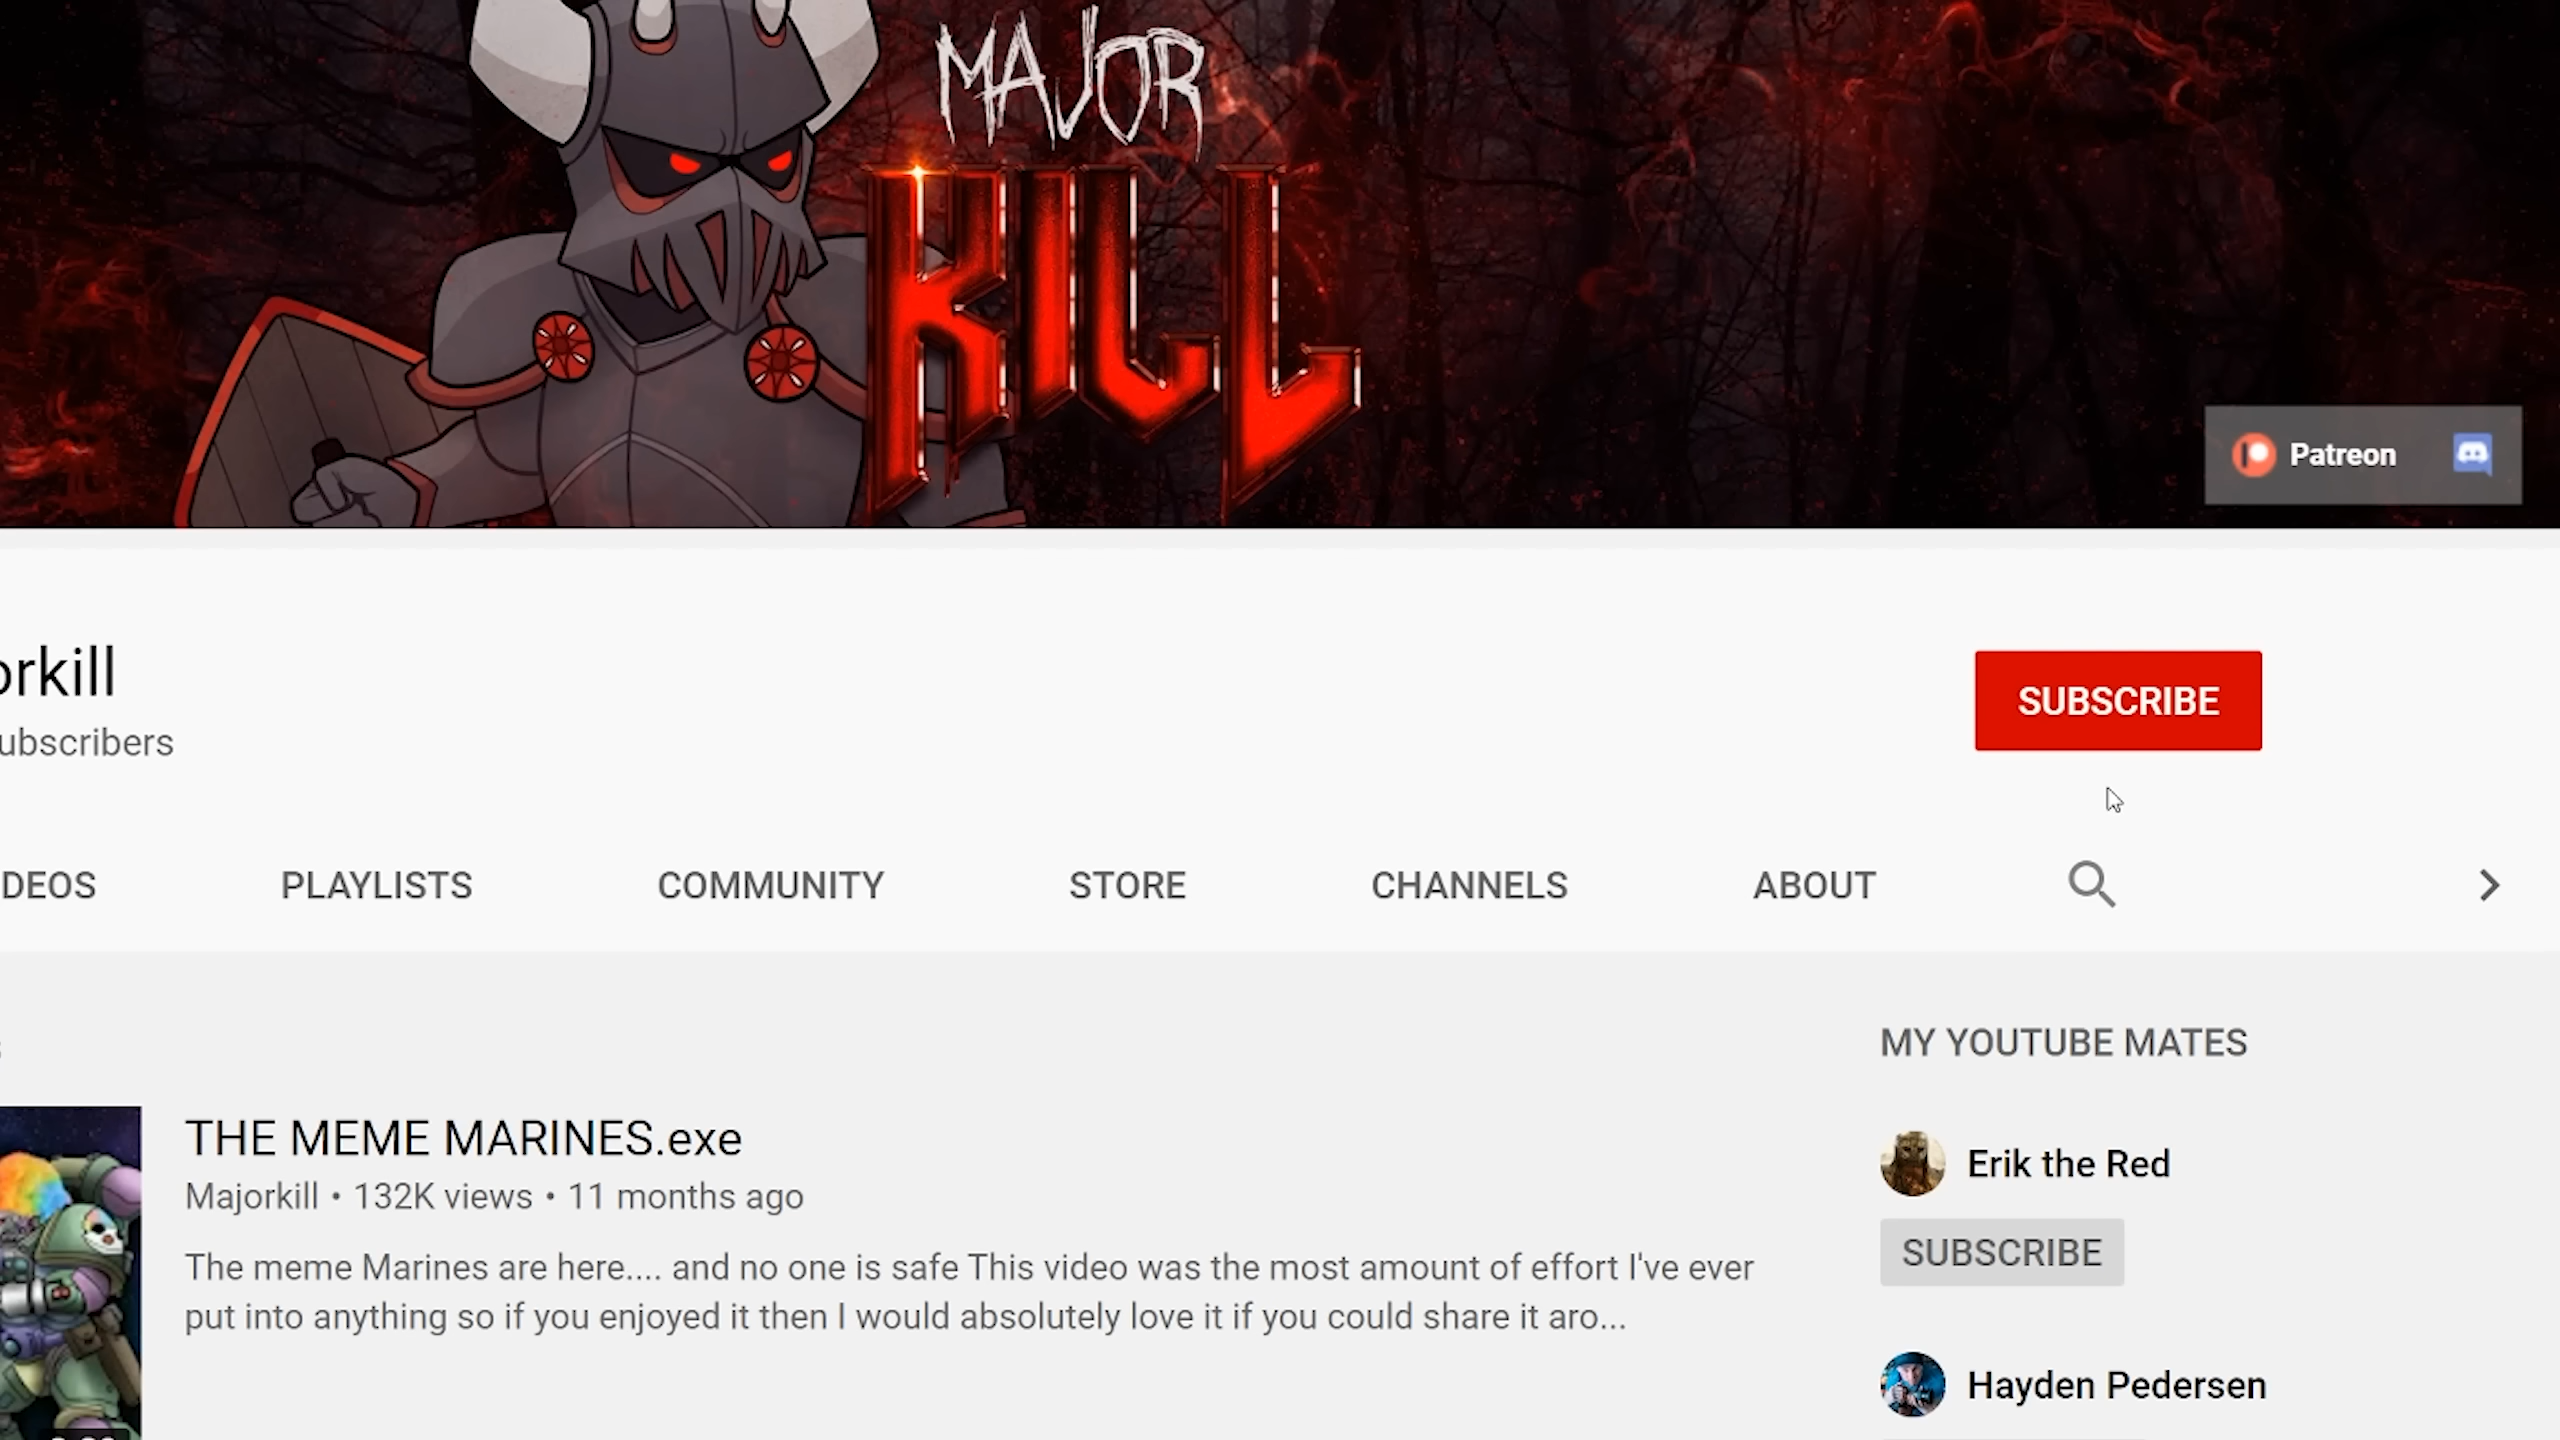 MAJOR
KILL
Patreon
orkill
SUBSCRIBE
ubscribers
DEOS
PLAYLISTS
COMMUNITY
STORE
CHANNELS
ABOUT
MY YOUTUBE MATES
THE MEME MARINES.exe
Majorkill • 132K views • 11 months ago
The meme Marines are here.... and no one is safe This video was the most amount of effort I've ever
put into anything so if you enjoyed it then I would absolutely love it if you could share it aro...
Erik the Red
SUBSCRIBE
Hayden Pedersen